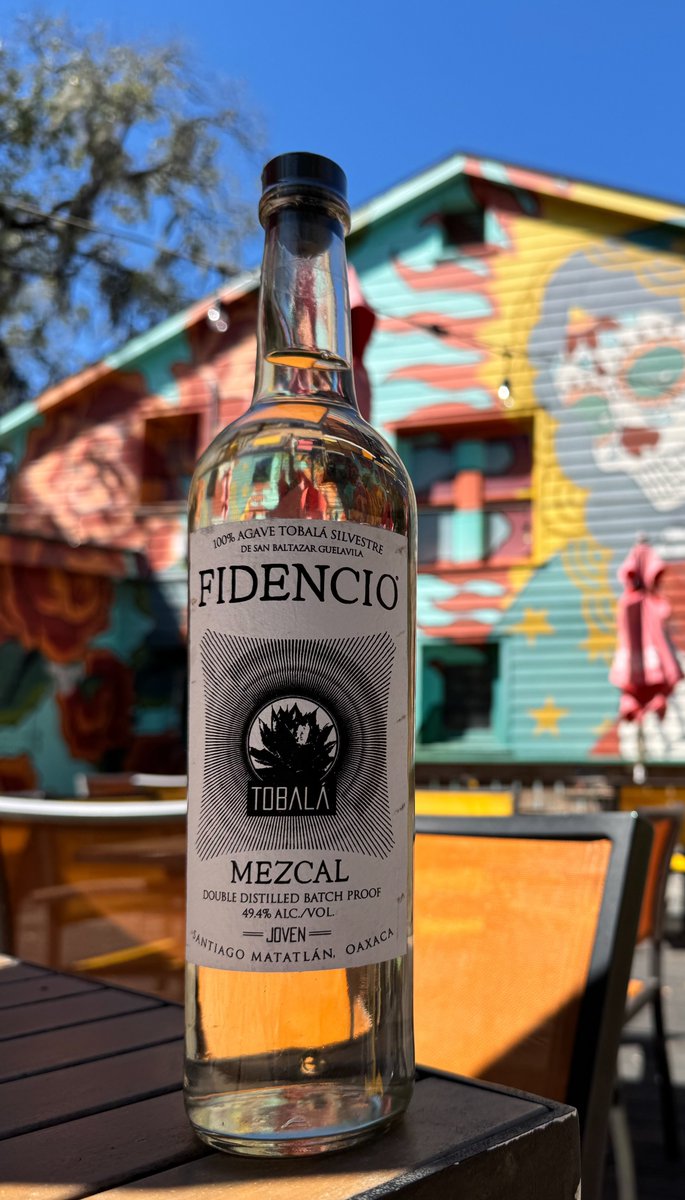 100% AGAVE TOBALÁ SILVESTRE
DE SAN BALTAZAR GUELAVILA
FIDENCIO
TOBALÁ
MEZCAL
DOUBLE DISTILLED BATCH PROOF
49.4% ALC./VOL.
JOVEN
SANTIAGO MATATLÁN, OAXACA